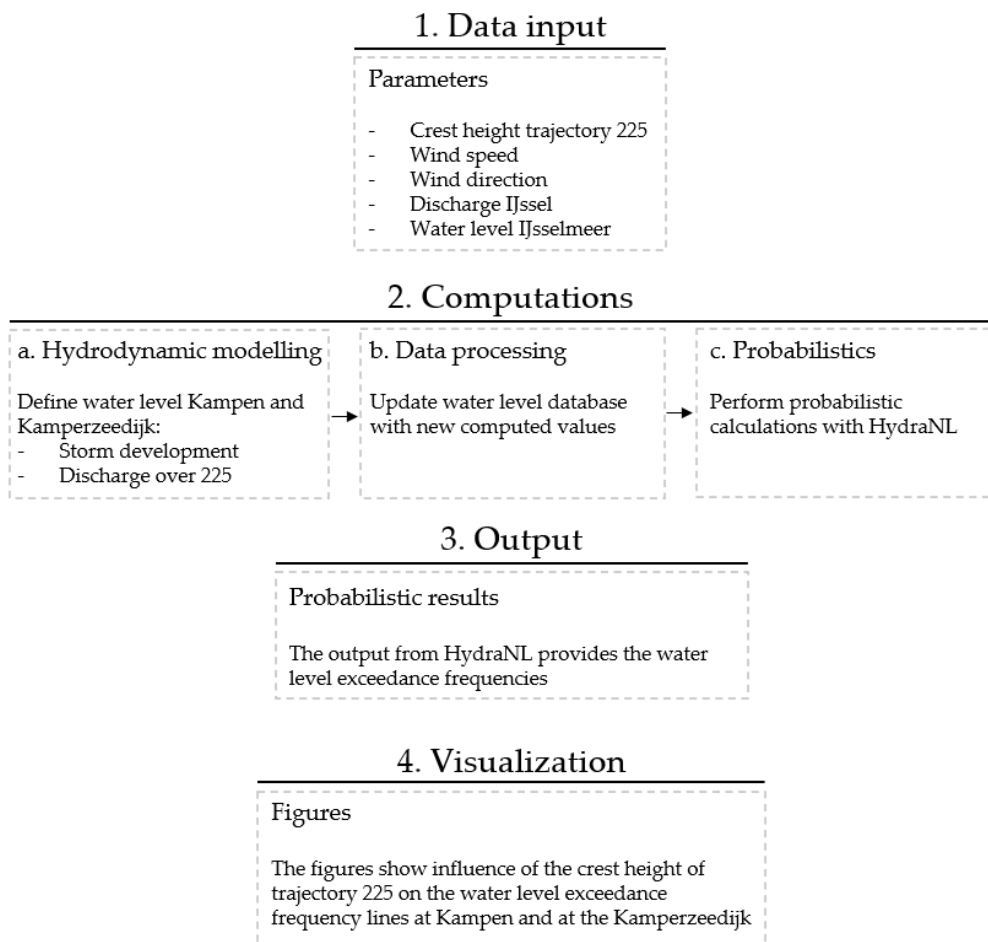 1. Data input
Parameters
- Crest height trajectory 225
- Wind speed
- Wind direction
- Discharge IJssel
- Water level IJsselmeer
2. Computations
a. Hydrodynamic modelling
Define water level Kampen and
Kamperzeedijk:
- Storm development
- Discharge over 225
b. Data processing
Update water level database
with new computed values
c. Probabilistics
Perform probabilistic
calculations with HydraNL
3. Output
Probabilistic results
The output from HydraNL provides the water
level exceedance frequencies
4. Visualization
Figures
The figures show influence of the crest height of
trajectory 225 on the water level exceedance
frequency lines at Kampen and at the Kamperzeedijk